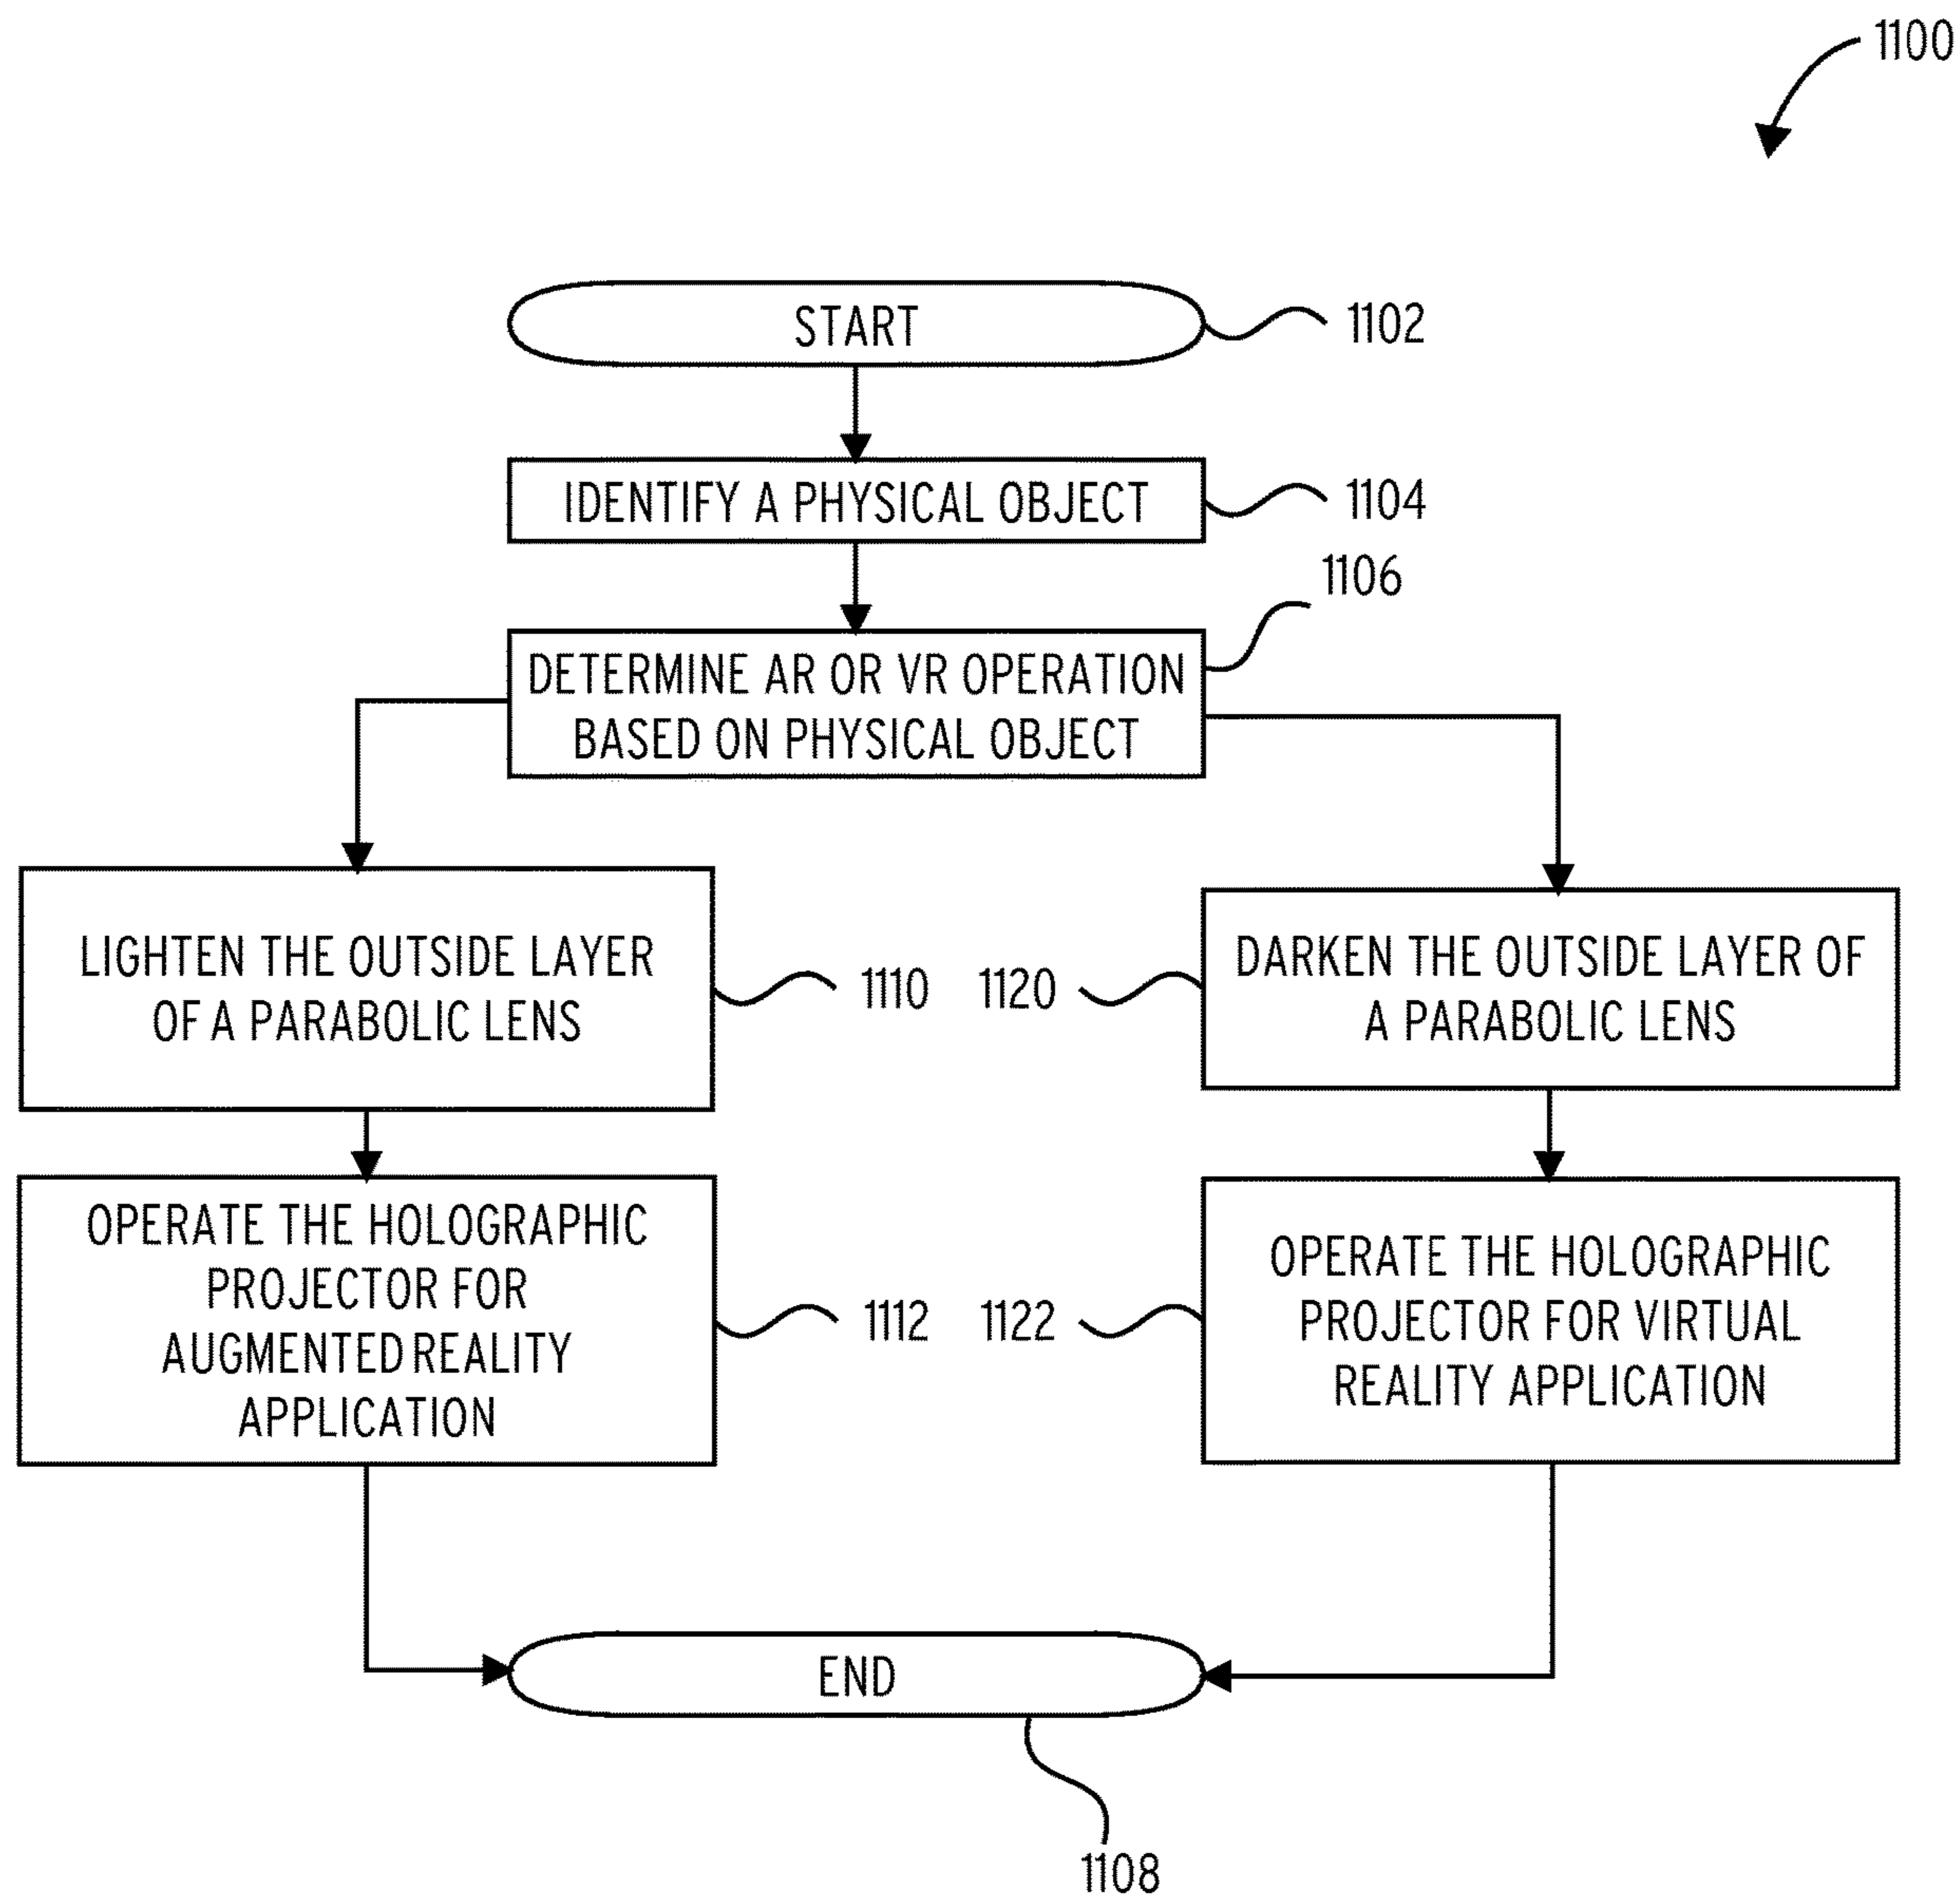 1100
START
1102
IDENTIFY A PHYSICAL OBJECT
1104
1106
DETERMINE AR OR VR OPERATION
BASED ON PHYSICAL OBJECT
LIGHTEN THE OUTSIDE LAYER
OF A PARABOLIC LENS
1110
1120
DARKEN THE OUTSIDE LAYER OF
A PARABOLIC LENS
OPERATE THE HOLOGRAPHIC
PROJECTOR FOR
AUGMENTED REALITY
APPLICATION
1112
1122
OPERATE THE HOLOGRAPHIC
PROJECTOR FOR VIRTUAL
REALITY APPLICATION
END
1108